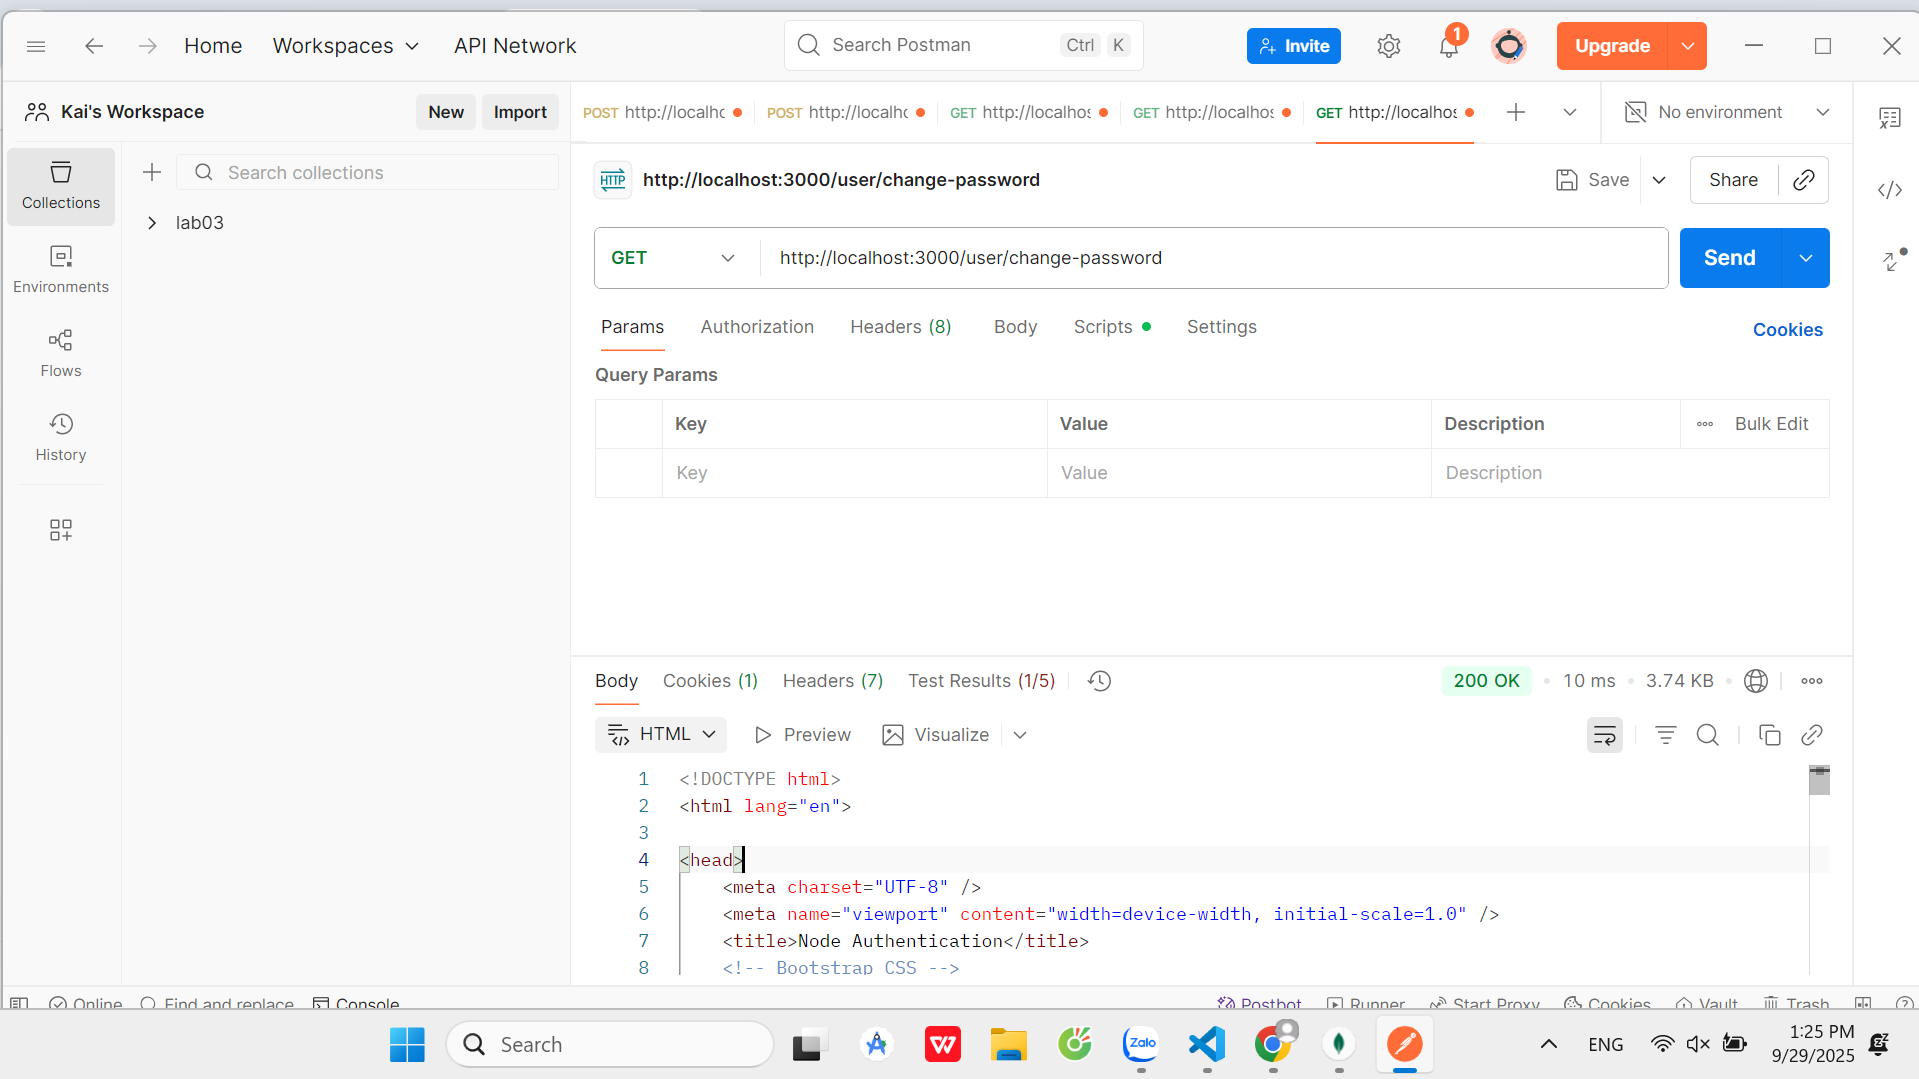 Home Workspaces API Network Search Postman Ctrl K Invite 1 Upgrade
Kai's Workspace New Import
POST http://localhc POST http://localhc GET http://localhos GET http://localhos GET http://localhos No environment
Collections
Search collections
lab03
Environments
Flows
History
HTTP http://localhost:3000/user/change-password Save Share
GET http://localhost:3000/user/change-password Send
Params Authorization Headers (8) Body Scripts Settings Cookies
Query Params
Key Value Description Bulk Edit
Key Value Description
Body Cookies (1) Headers (7) Test Results (1/5) 200 OK 10 ms 3.74 KB
HTML Preview Visualize
1 <!DOCTYPE html>
2 <html lang="en">
3
4 <head>
5 <meta charset="UTF-8" />
6 <meta name="viewport" content="width=device-width, initial-scale=1.0" />
7 <title>Node Authentication</title>
8 <!-- Bootstrap CSS -->
Online Find and replace Console Postbot Runner Start Proxy Cookies Vault Trash
Search Zalo ENG 1:25 PM
9/29/2025